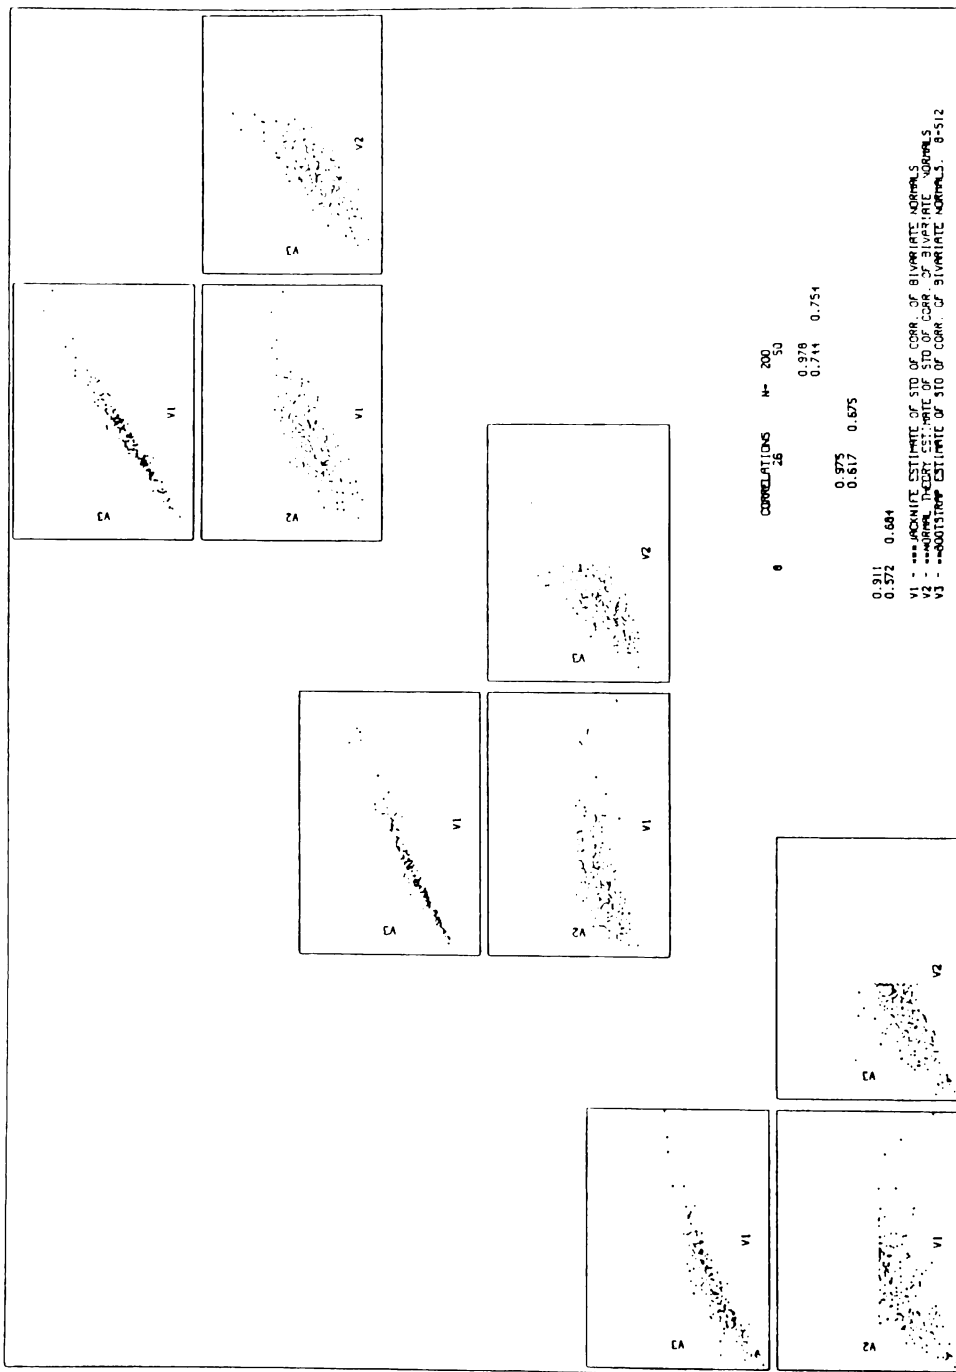 V3
V1
V3
V2
V2
V1
V3
V1
V3
V2
V2
V1
V3
V1
V3
V2
V2
V1
CORRELATIONS N= 200
8 26 50
0.978
0.744 0.754
0.975
0.617 0.675
0.911
0.572 0.684
V1 - ***JACKNIFE ESTIMATE OF STD OF CORR. OF BIVARIATE NORMALS
V2 - **NORMAL THEORY ESTIMATE OF STD OF CORR. OF BIVARIATE NORMALS
V3 - **BOOTSTRAP ESTIMATE OF STD OF CORR. OF BIVARIATE NORMALS. B=512